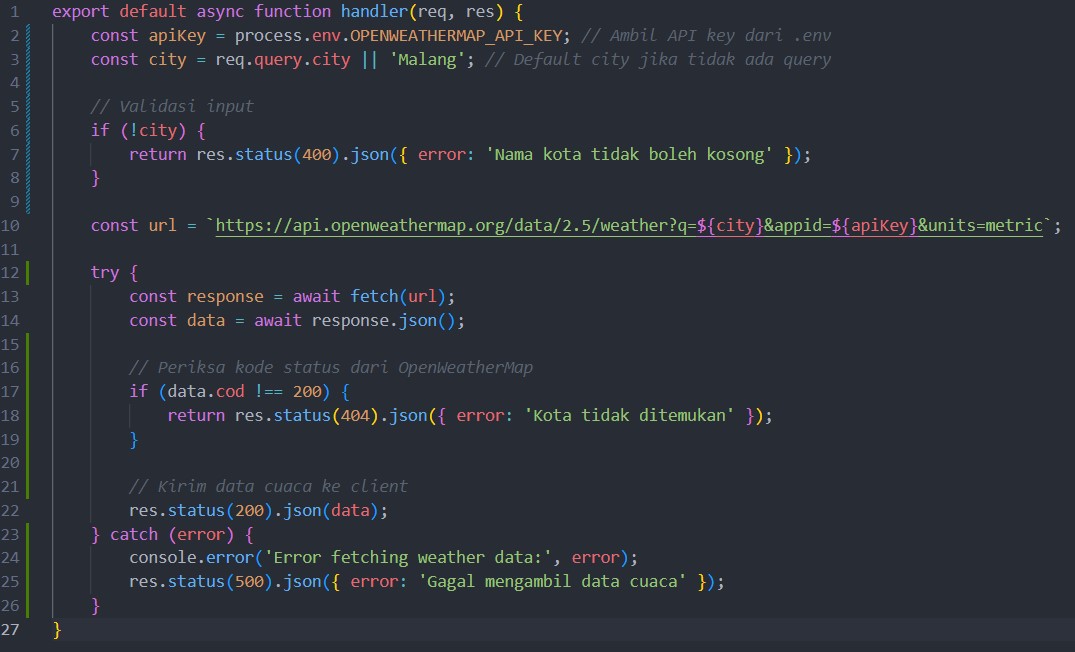 1 export default async function handler(req, res) {
2 const apiKey = process.env.OPENWEATHERMAP_API_KEY; // Ambil API key dari .env
3 const city = req.query.city || 'Malang'; // Default city jika tidak ada query
4
5 // Validasi input
6 if (!city) {
7 return res.status(400).json({ error: 'Nama kota tidak boleh kosong' });
8 }
9
10 const url = `https://api.openweathermap.org/data/2.5/weather?q=${city}&appid=${apiKey}&units=metric`;
11
12 try {
13 const response = await fetch(url);
14 const data = await response.json();
15
16 // Periksa kode status dari OpenWeatherMap
17 if (data.cod !== 200) {
18 return res.status(404).json({ error: 'Kota tidak ditemukan' });
19 }
20
21 // Kirim data cuaca ke client
22 res.status(200).json(data);
23 } catch (error) {
24 console.error('Error fetching weather data:', error);
25 res.status(500).json({ error: 'Gagal mengambil data cuaca' });
26 }
27 }